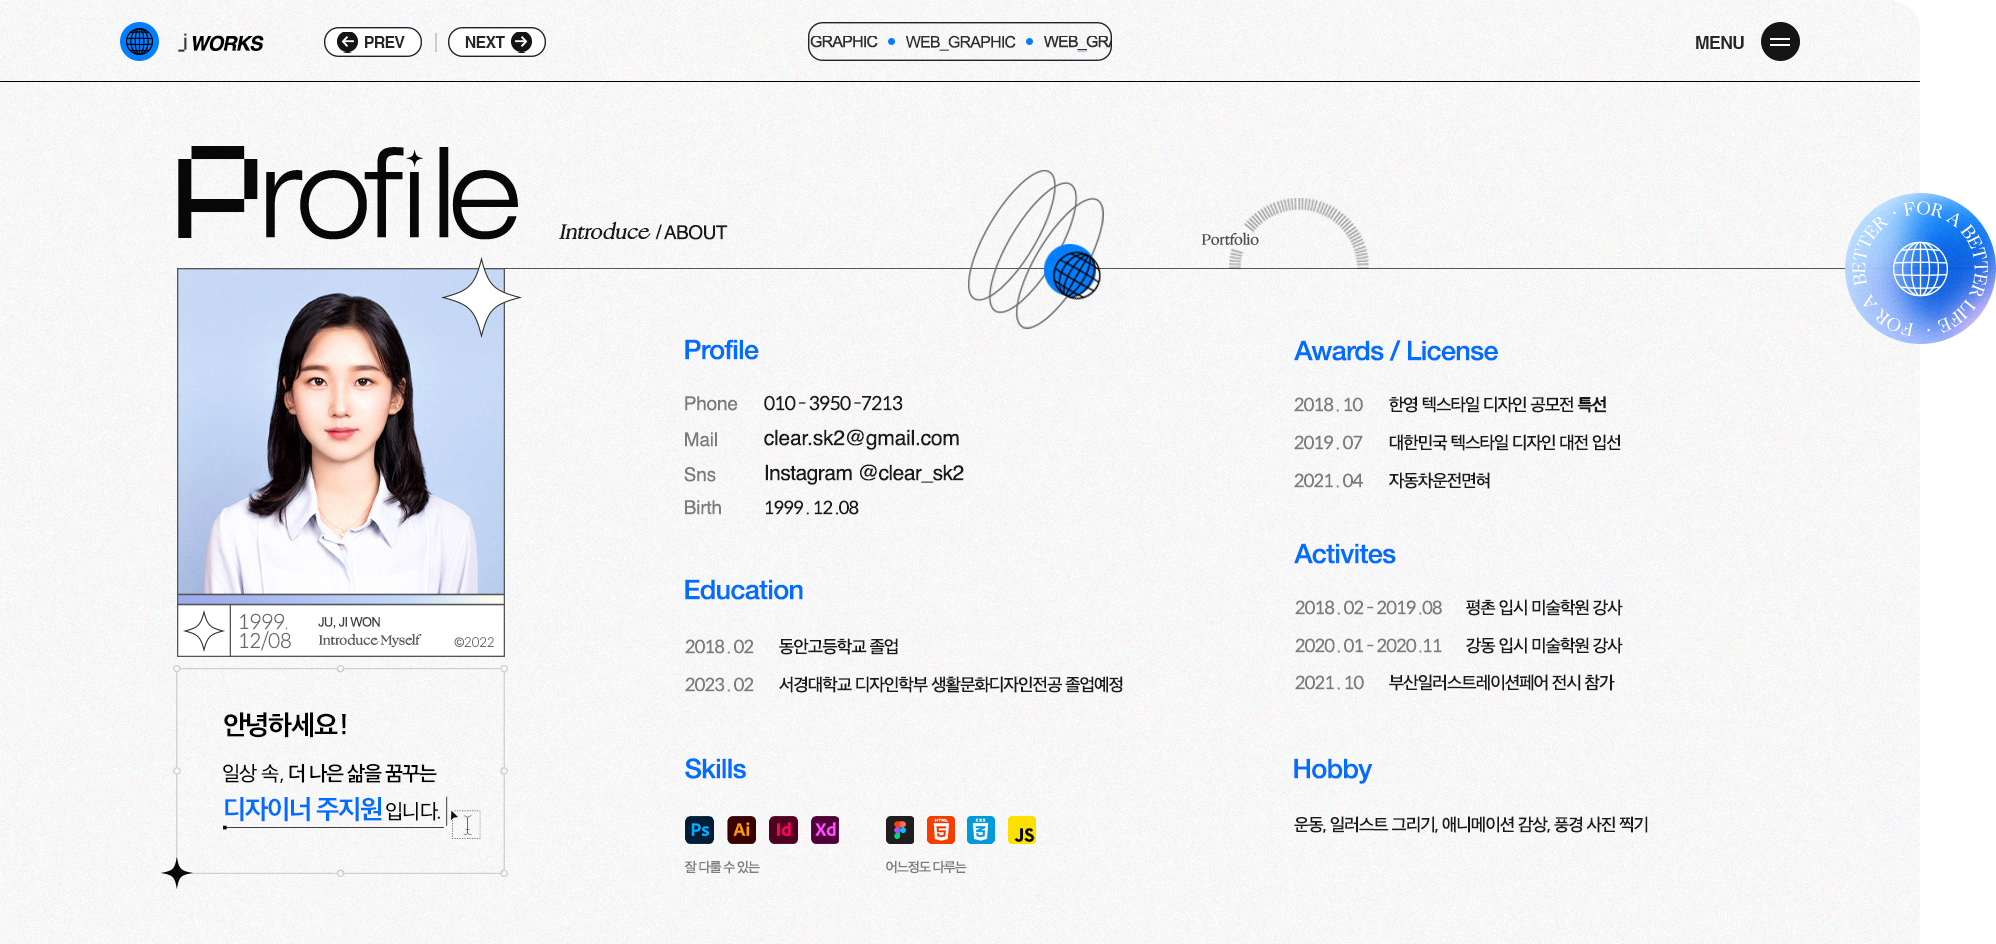 j WORKS
PREV
NEXT
GRAPHIC • WEB_GRAPHIC • WEB_GR
MENU
Profile
Introduce / ABOUT
Portfolio
FOR A BETTER LIFE · FOR A BETTER ·
1999.
12/08
JU, JI WON
Introduce Myself
©2022
안녕하세요!
일상 속, 더 나은 삶을 꿈꾸는
디자이너 주지원 입니다.
Profile
Phone 010-3950-7213
Mail clear.sk2@gmail.com
Sns Instagram @clear_sk2
Birth 1999.12.08
Education
2018.02 동안고등학교 졸업
2023.02 서경대학교 디자인학부 생활문화디자인전공 졸업예정
Skills
Ps Ai Id Xd
HTML 5 CSS 3 JS
잘 다룰 수 있는
어느정도 다루는
Awards / License
2018.10 한영 텍스타일 디자인 공모전 특선
2019.07 대한민국 텍스타일 디자인 대전 입선
2021.04 자동차운전면혀
Activites
2018.02-2019.08 평촌 입시 미술학원 강사
2020.01-2020.11 강동 입시 미술학원 강사
2021.10 부산일러스트레이션페어 전시 참가
Hobby
운동, 일러스트 그리기, 애니메이션 감상, 풍경 사진 찍기